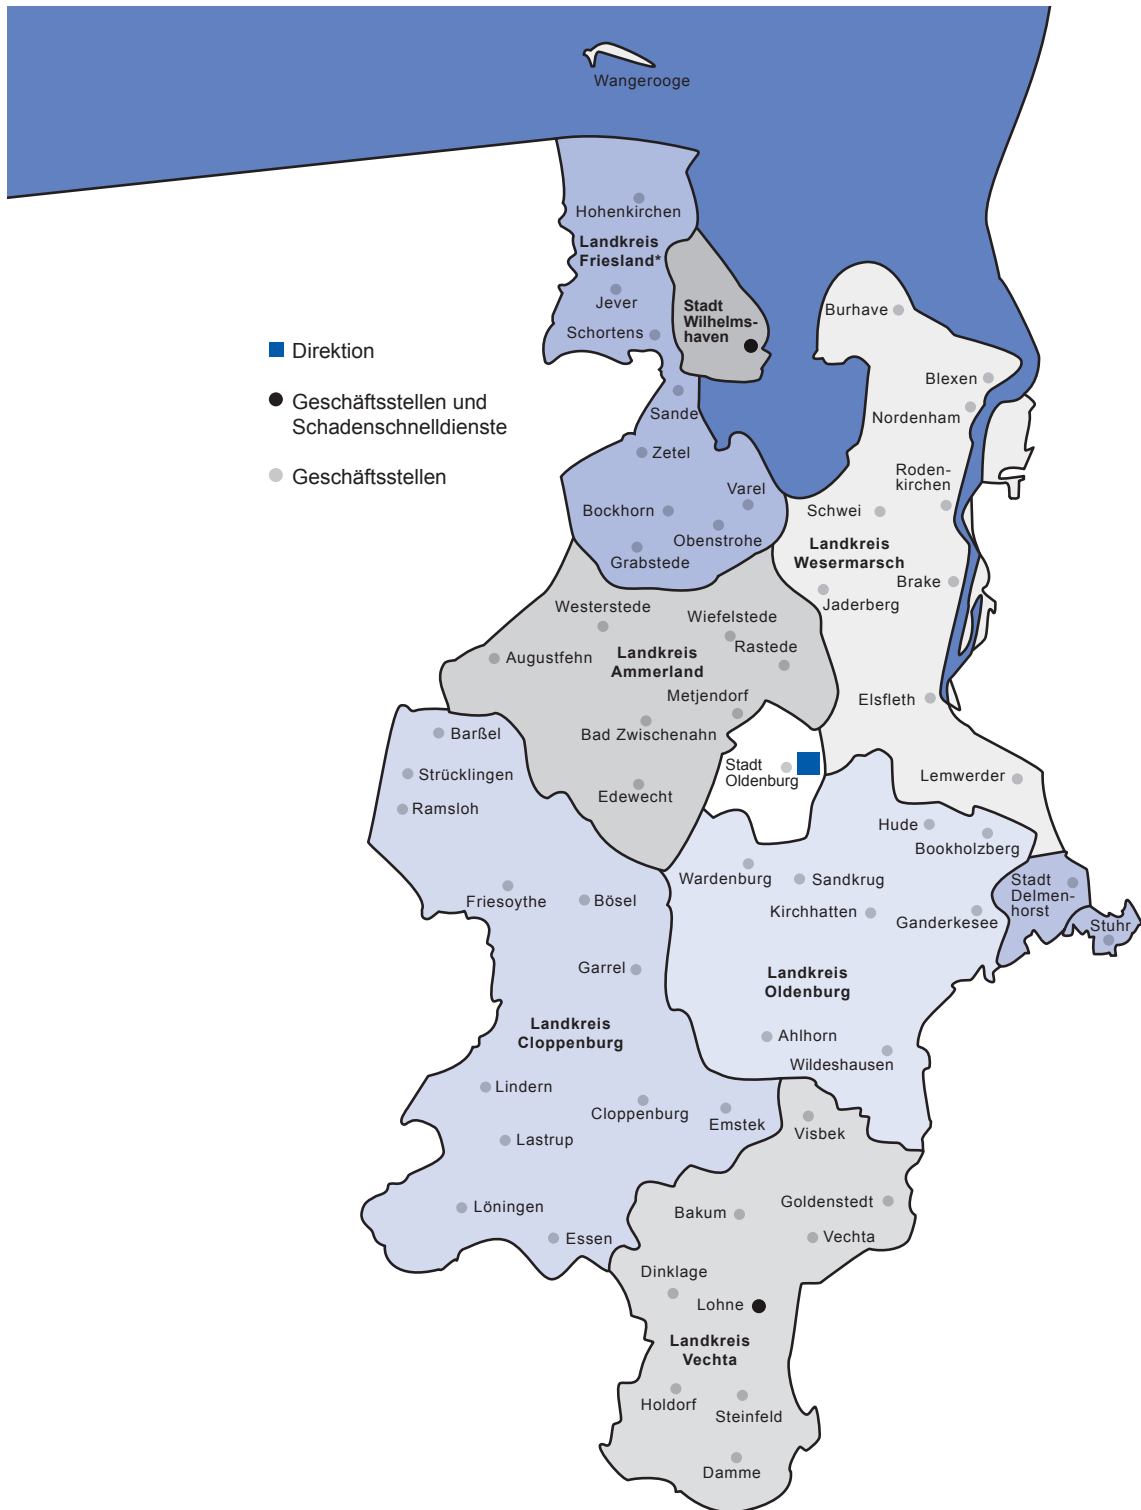 Wangerooge
Hohenkirchen
Landkreis
Friesland*
Jever
Schortens
Stadt
Wilhelms-
haven
Burhave
Blexen
Nordenham
Direktion
Geschäftsstellen und
Schadenschnelldienste
Geschäftsstellen
Sande
Zetel
Varel
Bockhorn
Obenstrohe
Grabstede
Roden-
kirchen
Schwei
Landkreis
Wesermarsch
Brake
Jaderberg
Westerstede
Wiefelstede
Augustfehn
Landkreis
Ammerland
Rastede
Metjendorf
Bad Zwischenahn
Edewecht
Elsfleth
Lemwerder
Stadt
Oldenburg
Barßel
Strücklingen
Ramsloh
Friesoythe
Bösel
Garrel
Landkreis
Cloppenburg
Lindern
Cloppenburg
Emstek
Lastrup
Löningen
Essen
Hude
Bookholzberg
Wardenburg
Sandkrug
Kirchhatten
Ganderkesee
Stadt
Delmen-
horst
Stuhr
Landkreis
Oldenburg
Ahlhorn
Wildeshausen
Visbek
Goldenstedt
Bakum
Vechta
Dinklage
Lohne
Landkreis
Vechta
Holdorf
Steinfeld
Damme